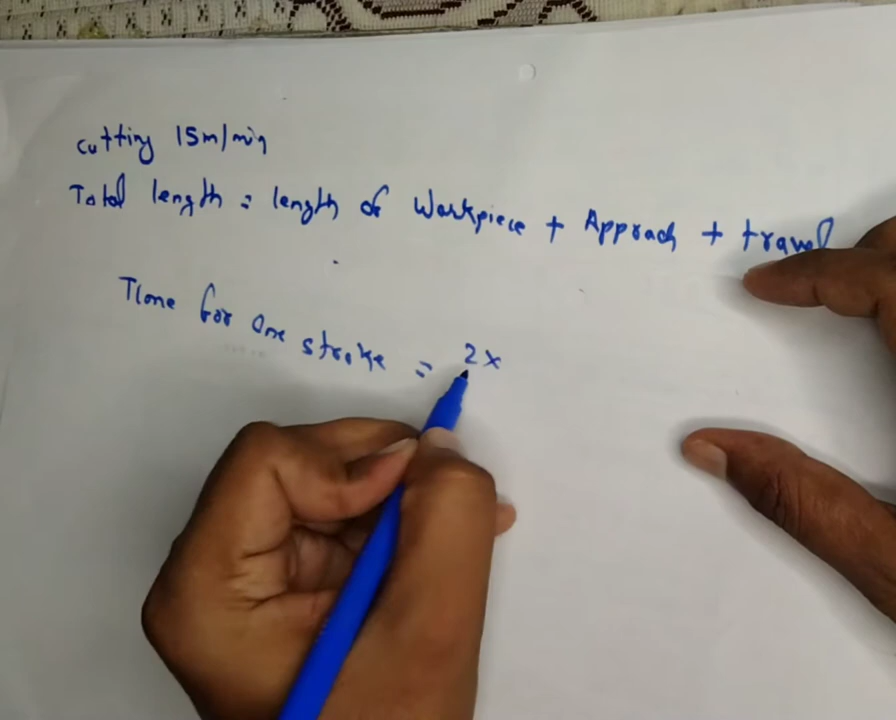 cutting 15m/min
Total length = length of Workpiece + Approach + travel
Time for One stroke = 2x